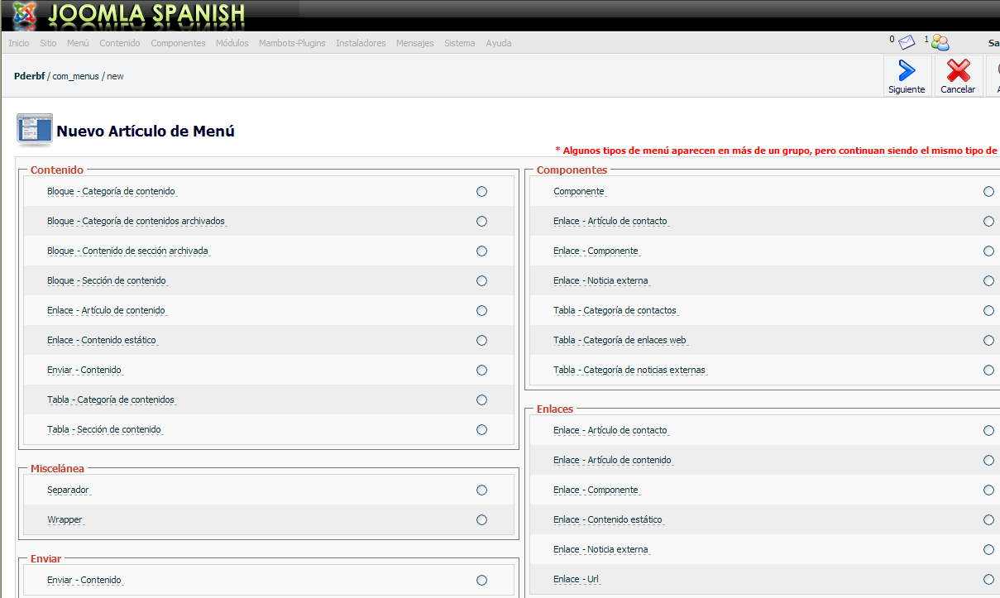 JOOMLA SPANISH
Inicio Sitio Menú Contenido Componentes Módulos Mambots-Plugins Instaladores Mensajes Sistema Ayuda 0 1 Sa
Pderbf / com_menus / new
Siguiente Cancelar A
Nuevo Artículo de Menú
* Algunos tipos de menú aparecen en más de un grupo, pero continuan siendo el mismo tipo de
Contenido
Bloque - Categoría de contenido
Bloque - Categoría de contenidos archivados
Bloque - Contenido de sección archivada
Bloque - Sección de contenido
Enlace - Artículo de contenido
Enlace - Contenido estático
Enviar - Contenido
Tabla - Categoría de contenidos
Tabla - Sección de contenido
Miscelánea
Separador
Wrapper
Enviar
Enviar - Contenido
Componentes
Componente
Enlace - Artículo de contacto
Enlace - Componente
Enlace - Noticia externa
Tabla - Categoría de contactos
Tabla - Categoría de enlaces web
Tabla - Categoría de noticias externas
Enlaces
Enlace - Artículo de contacto
Enlace - Artículo de contenido
Enlace - Componente
Enlace - Contenido estático
Enlace - Noticia externa
Enlace - Url